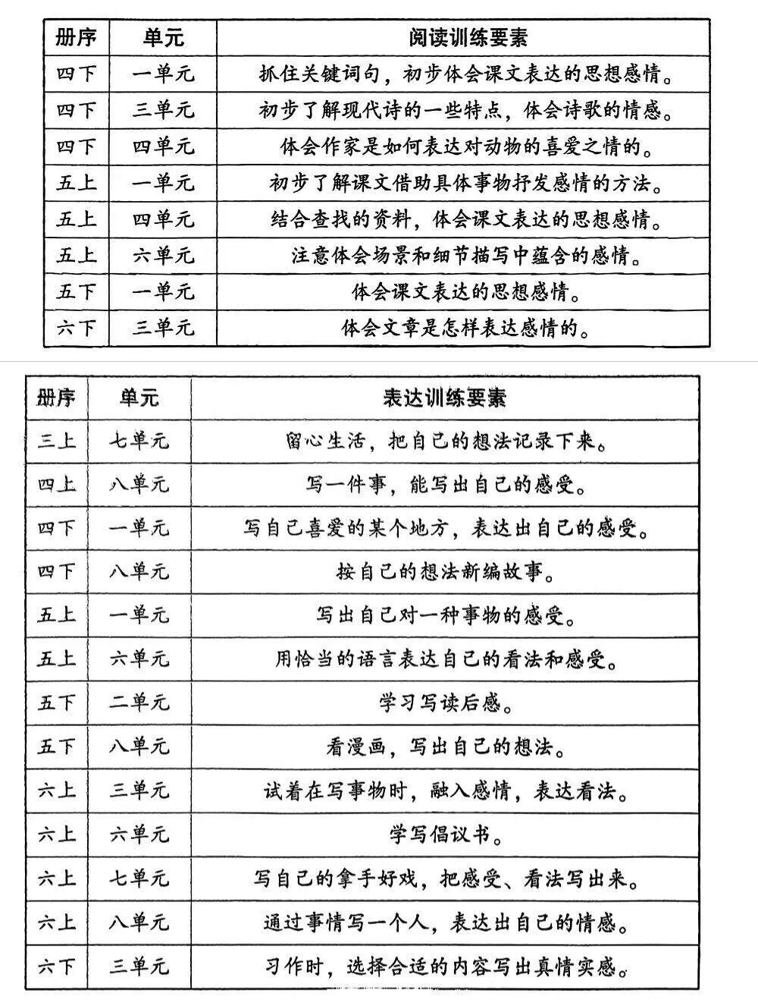 册序 单元 阅读训练要素
四下 一单元 抓住关键词句，初步体会课文表达的思想感情。
四下 三单元 初步了解现代诗的一些特点，体会诗歌的情感。
四下 四单元 体会作家是如何表达对动物的喜爱之情的。
五上 一单元 初步了解课文借助具体事物抒发感情的方法。
五上 四单元 结合查找的资料，体会课文表达的思想感情。
五上 六单元 注意体会场景和细节描写中蕴含的感情。
五下 一单元 体会课文表达的思想感情。
六下 三单元 体会文章是怎样表达感情的。
册序 单元 表达训练要素
三上 七单元 留心生活，把自己的想法记录下来。
四上 八单元 写一件事，能写出自己的感受。
四下 一单元 写自己喜爱的某个地方，表达出自己的感受。
四下 八单元 按自己的想法新编故事。
五上 一单元 写出自己对一种事物的感受。
五上 六单元 用恰当的语言表达自己的看法和感受。
五下 二单元 学习写读后感。
五下 八单元 看漫画，写出自己的想法。
六上 三单元 试着在写事物时，融入感情，表达看法。
六上 六单元 学写倡议书。
六上 七单元 写自己的拿手好戏，把感受、看法写出来。
六上 八单元 通过事情写一个人，表达出自己的情感。
六下 三单元 习作时，选择合适的内容写出真情实感。